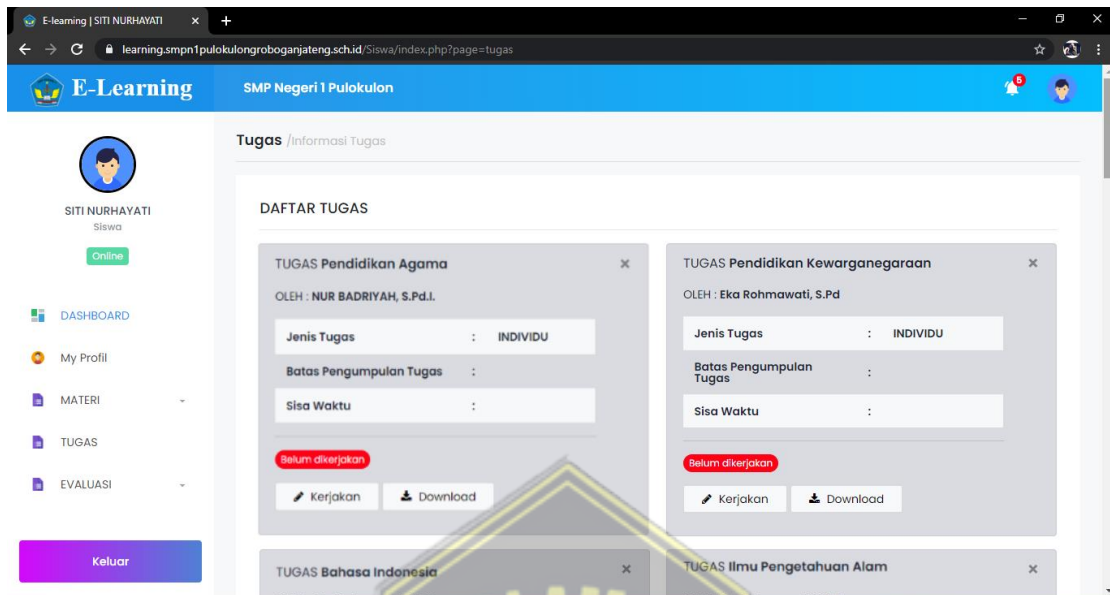 E-learning | SITI NURHAYATI
learning.smpn1pulokulongroboganjateng.sch.id/Siswa/index.php?page=tugas
E-Learning
SMP Negeri 1 Pulokulon
5
SITI NURHAYATI
Siswa
Online
DASHBOARD
My Profil
MATERI
TUGAS
EVALUASI
Keluar
Tugas /Informasi Tugas
DAFTAR TUGAS
TUGAS Pendidikan Agama
OLEH : NUR BADRIYAH, S.Pd.I.
Jenis Tugas : INDIVIDU
Batas Pengumpulan Tugas :
Sisa Waktu :
Belum dikerjakan
Kerjakan Download
TUGAS Pendidikan Kewarganegaraan
OLEH : Eka Rohmawati, S.Pd
Jenis Tugas : INDIVIDU
Batas Pengumpulan
Tugas :
Sisa Waktu :
Belum dikerjakan
Kerjakan Download
TUGAS Bahasa Indonesia
TUGAS Ilmu Pengetahuan Alam